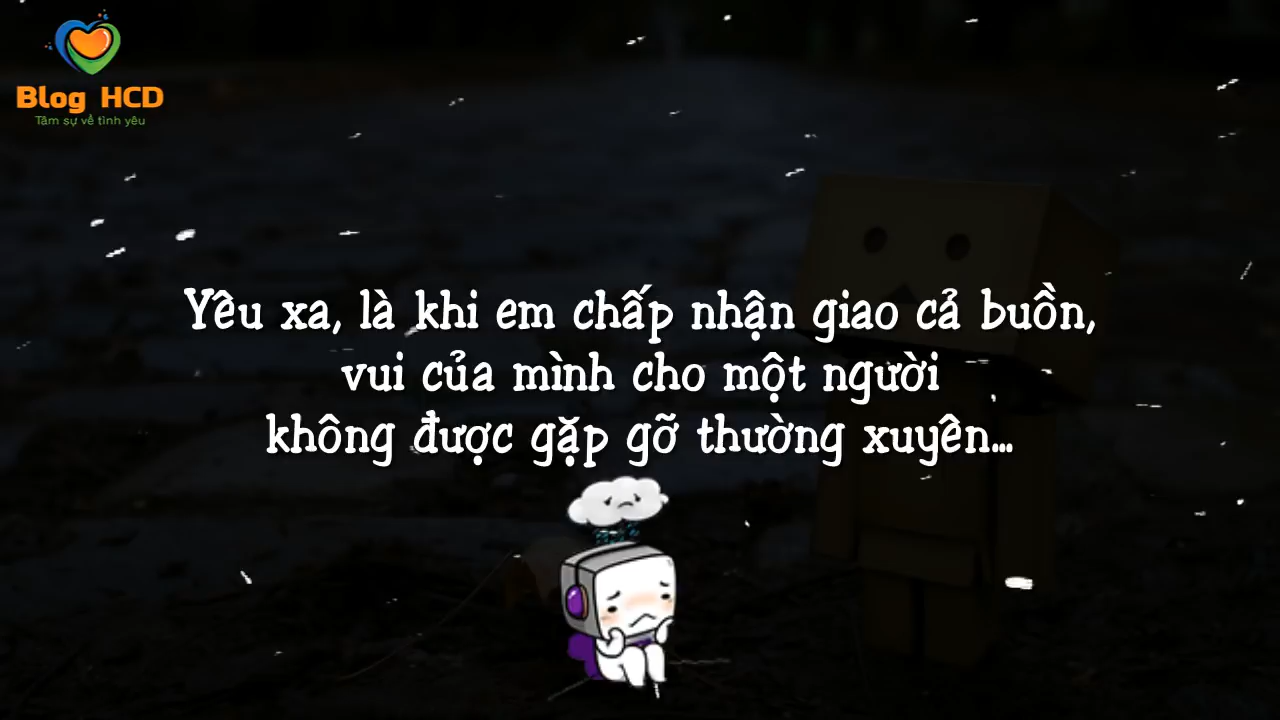 Blog HCD
Tâm sự về tình yêu
Yêu xa, là khi em chấp nhận giao cả buồn,
vui của mình cho một người
không được gặp gỡ thường xuyên...